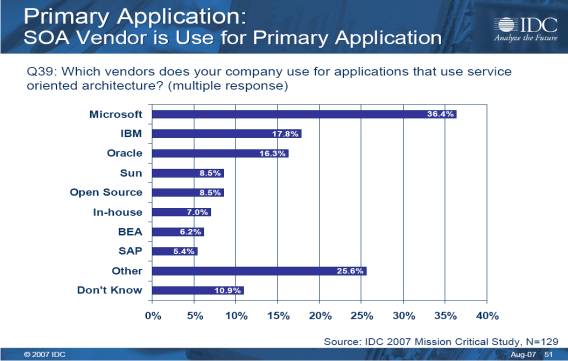 Primary Application:
SOA Vendor is Use for Primary Application
IDC
Analyze the Future
Q39: Which vendors does your company use for applications that use service
oriented architecture? (multiple response)
Microsoft 36.4%
IBM 17.8%
Oracle 16.3%
Sun 8.5%
Open Source 8.5%
In-house 7.0%
BEA 6.2%
SAP 5.4%
Other 25.6%
Don't Know 10.9%
0% 5% 10% 15% 20% 25% 30% 35% 40%
Source: IDC 2007 Mission Critical Study, N=129
© 2007 IDC
Aug-07 51